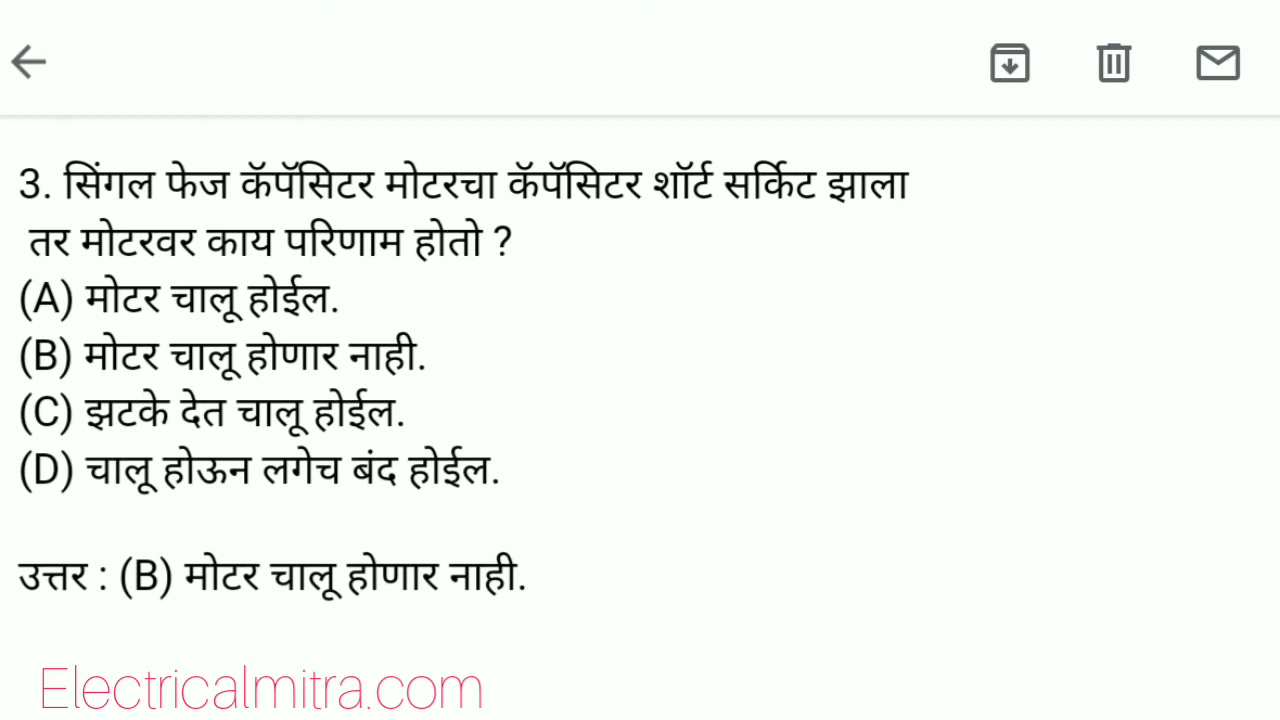 3. सिंगल फेज कॅपॅसिटर मोटरचा कॅपॅसिटर शॉर्ट सर्किट झाला
तर मोटरवर काय परिणाम होतो ?
(A) मोटर चालू होईल.
(B) मोटर चालू होणार नाही.
(C) झटके देत चालू होईल.
(D) चालू होऊन लगेच बंद होईल.
उत्तर : (B) मोटर चालू होणार नाही.
Electricalmitra.com